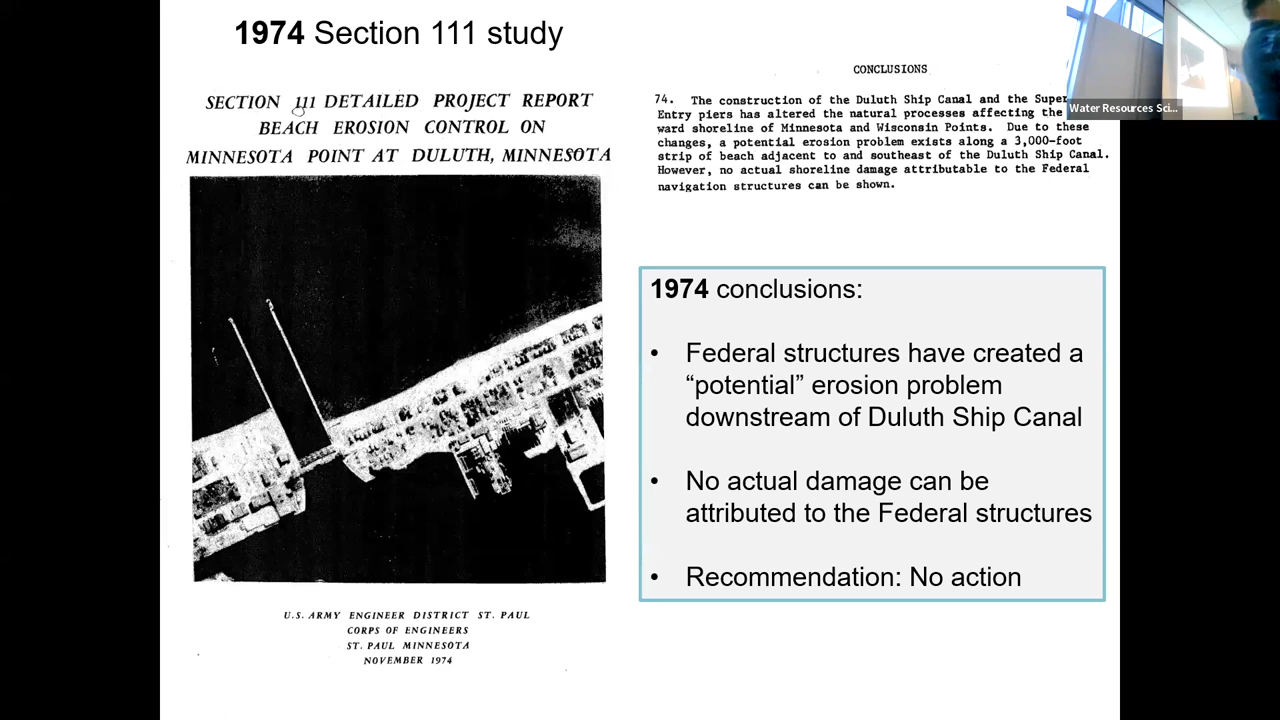 1974 Section 111 study
SECTION 111 DETAILED PROJECT REPORT
BEACH EROSION CONTROL ON
MINNESOTA POINT AT DULUTH, MINNESOTA
U.S. ARMY ENGINEER DISTRICT ST. PAUL
CORPS OF ENGINEERS
ST. PAUL MINNESOTA
NOVEMBER 1974
CONCLUSIONS
74. The construction of the Duluth Ship Canal and the
Entry piers has altered the natural processes affecting the
ward shoreline of Minnesota and Wisconsin Points. Due to these
changes, a potential erosion problem exists along a 3,000-foot
strip of beach adjacent to and southeast of the Duluth Ship Canal.
However, no actual shoreline damage attributable to the Federal
navigation structures can be shown.
1974 conclusions:
• Federal structures have created a
“potential” erosion problem
downstream of Duluth Ship Canal
• No actual damage can be
attributed to the Federal structures
• Recommendation: No action
Water Resources Sci...